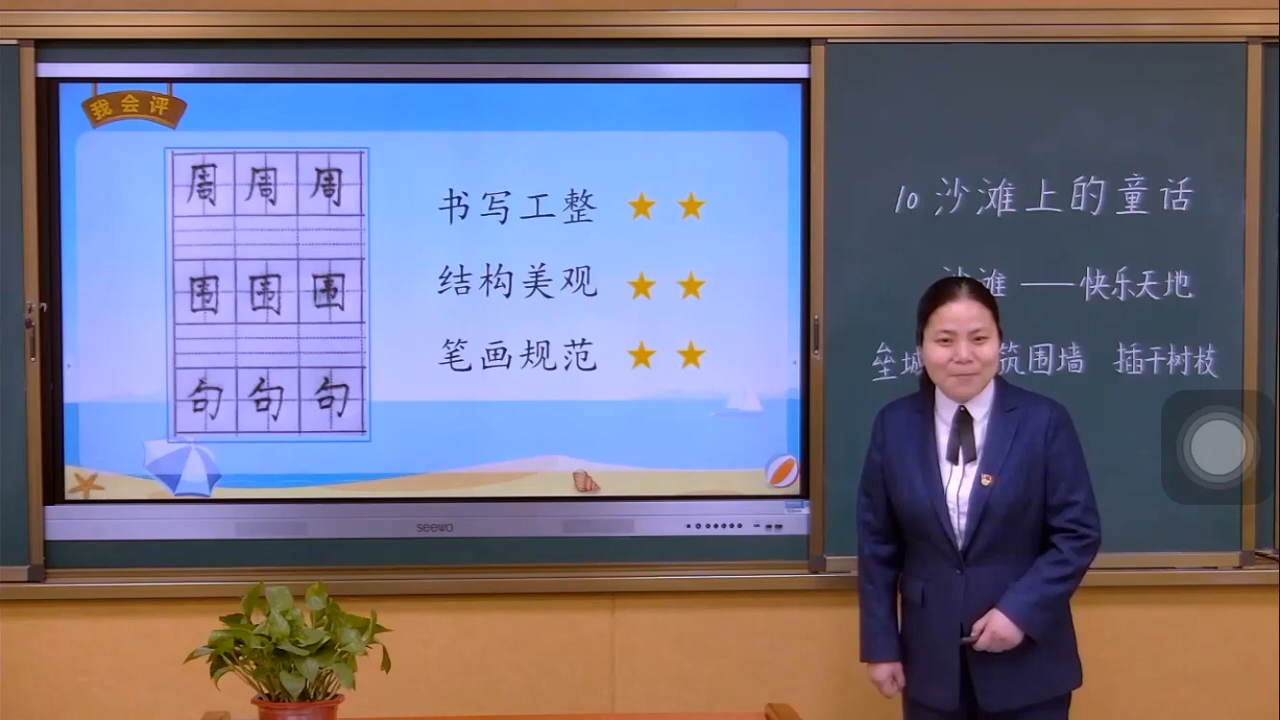 我会评
周 周 周
围 围 围
句 句 句
书写工整
结构美观
笔画规范
seewo
10 沙滩上的童话
沙滩——快乐天地
垒城 筑围墙 插干树枝